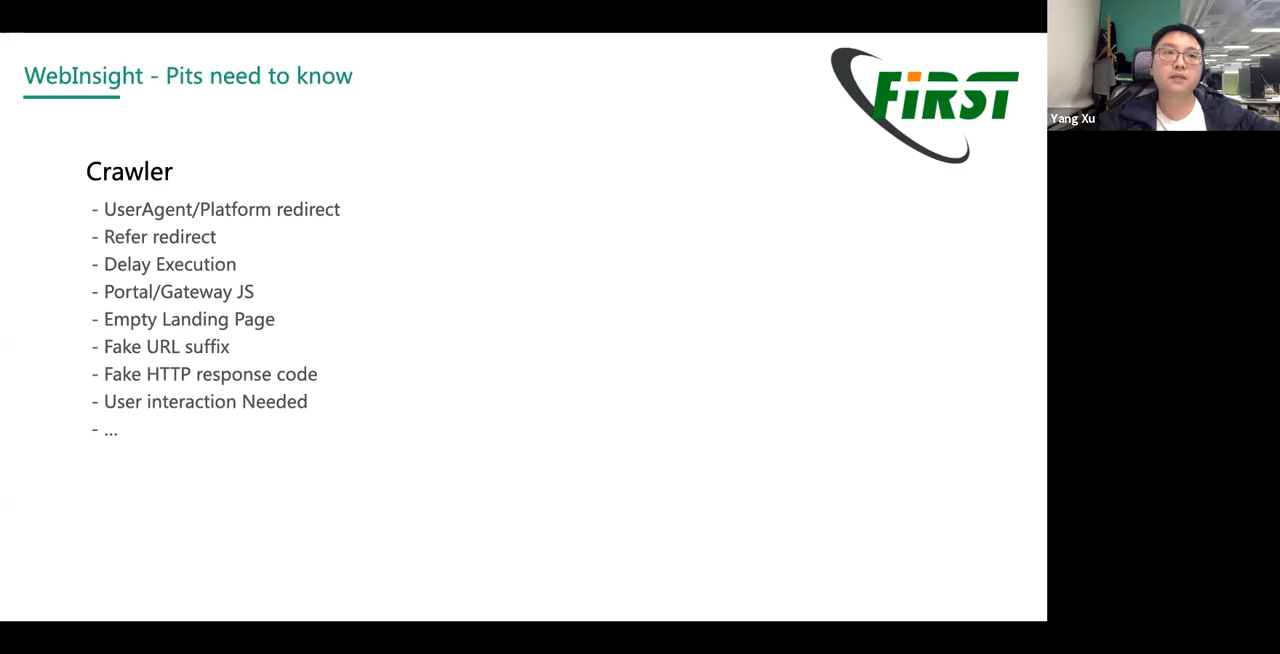 WebInsight - Pits need to know
FiRST
Yang Xu
Crawler
- UserAgent/Platform redirect
- Refer redirect
- Delay Execution
- Portal/Gateway JS
- Empty Landing Page
- Fake URL suffix
- Fake HTTP response code
- User interaction Needed
- ...